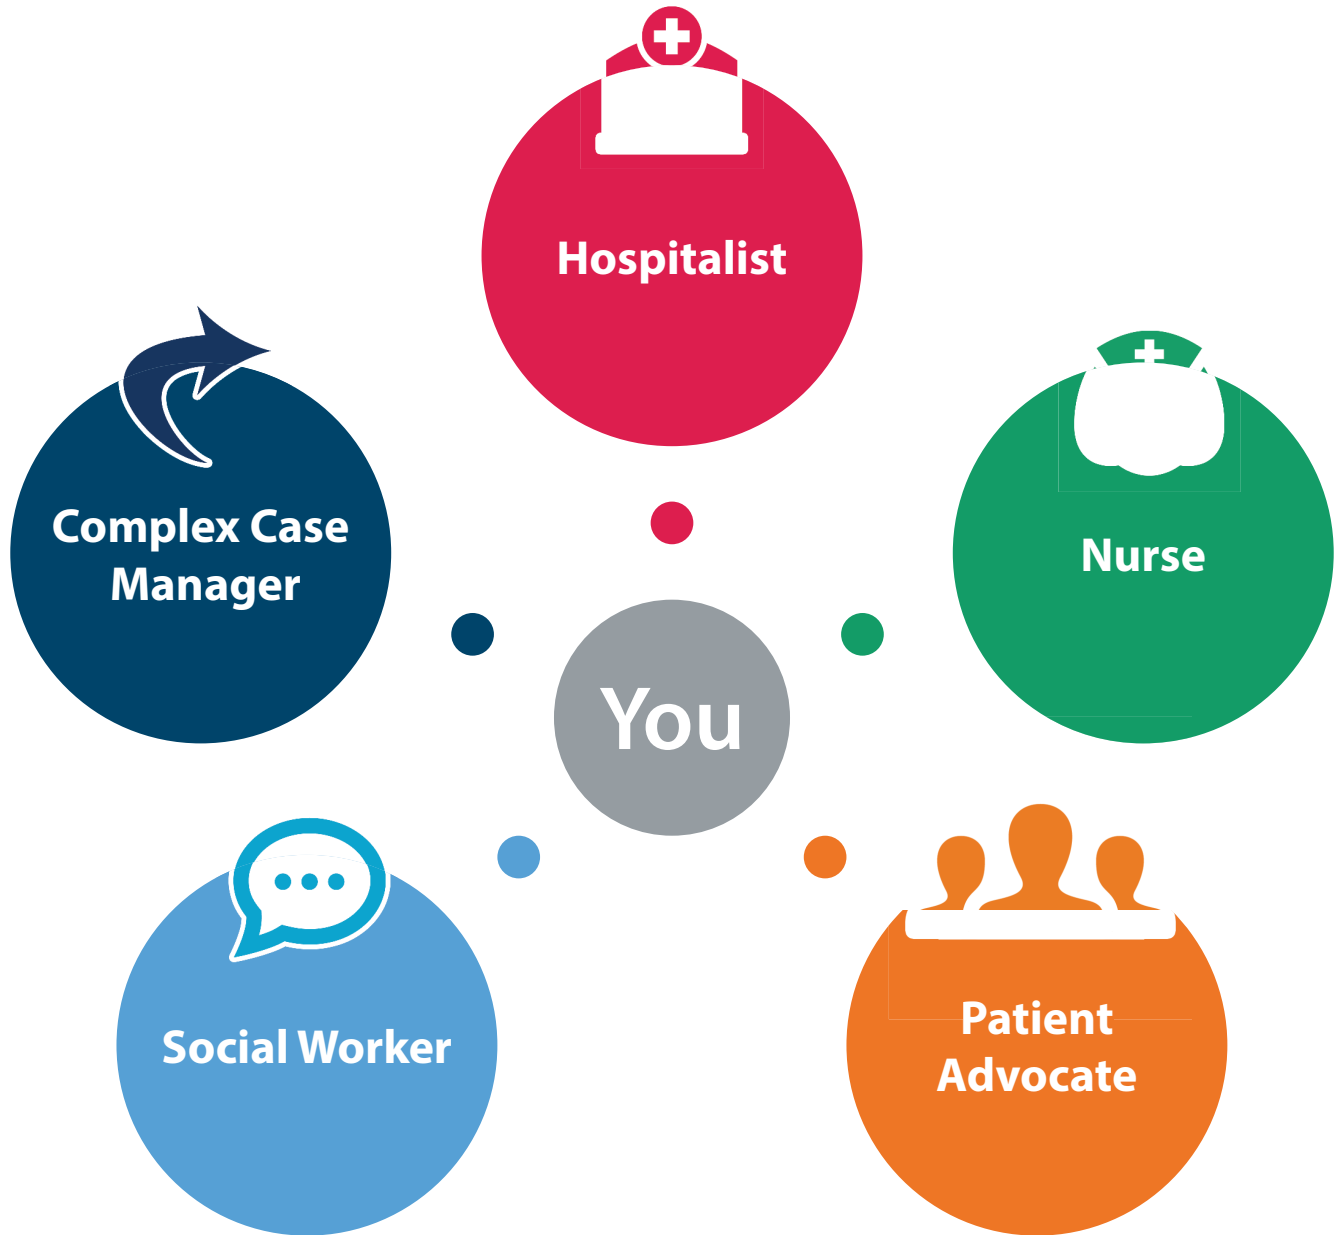 Hospitalist
Complex Case
Manager
Nurse
You
Social Worker
Patient
Advocate